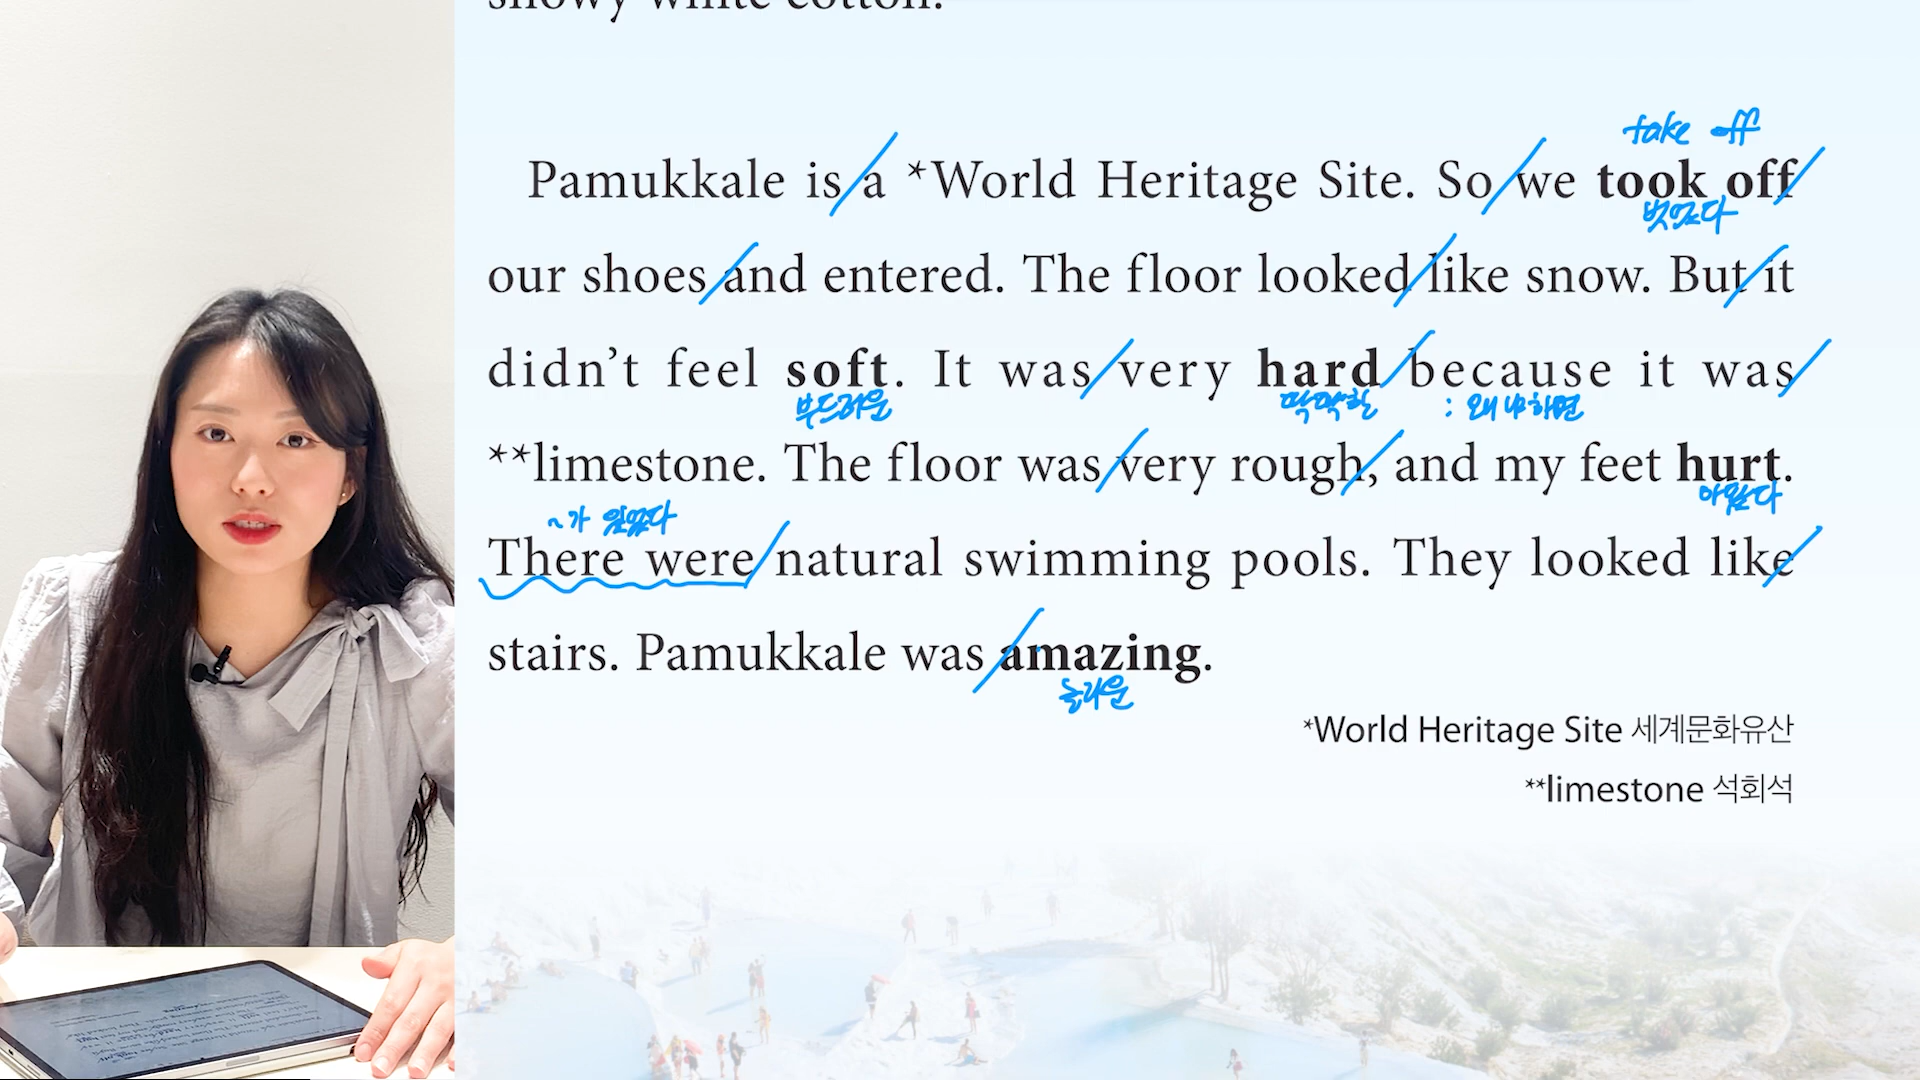 snowy white cotton.
take off
Pamukkale is a *World Heritage Site. So we took off
벗었다
our shoes and entered. The floor looked like snow. But it
didn't feel soft. It was very hard because it was
부드러운 딱딱한 : 왜냐하면
**limestone. The floor was very rough, and my feet hurt.
아팠다
~가 있었다
There were natural swimming pools. They looked like
stairs. Pamukkale was amazing.
놀라운
*World Heritage Site 세계문화유산
**limestone 석회석